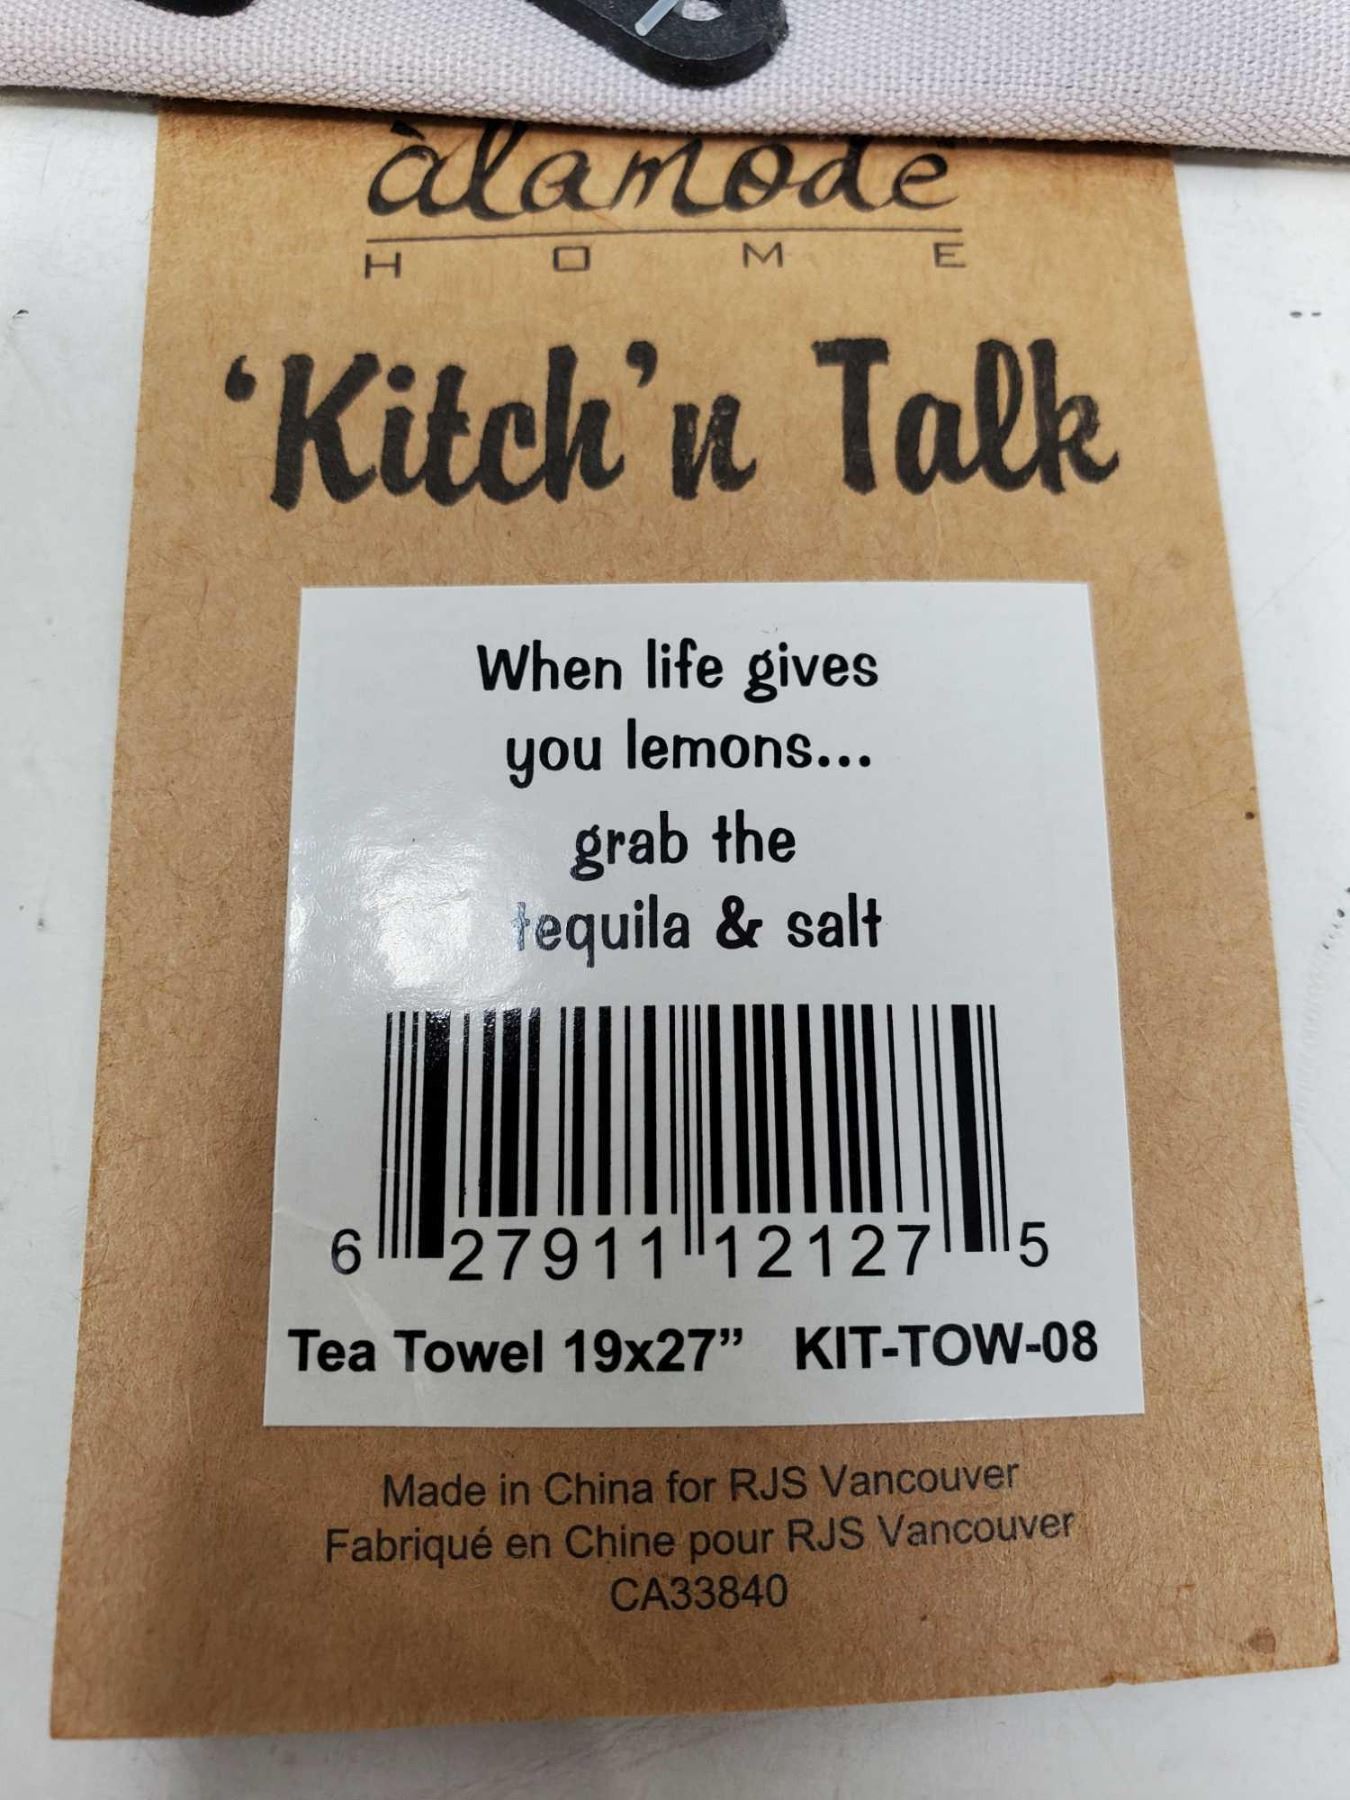 àlamode
HOME
‘Kitch’n Talk
When life gives
you lemons...
grab the
tequila & salt
6 27911 12127 5
Tea Towel 19x27” KIT-TOW-08
Made in China for RJS Vancouver
Fabriqué en Chine pour RJS Vancouver
CA33840